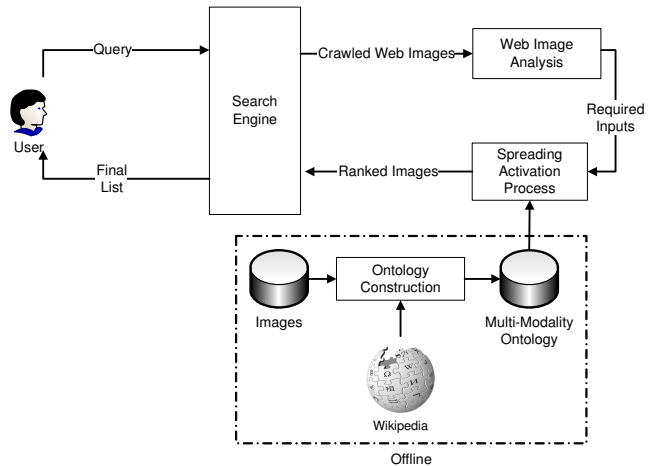 Query
Search
Engine
Crawled Web Images
Web Image
Analysis
Required
Inputs
User
Final
List
Ranked Images
Spreading
Activation
Process
Images
Ontology
Construction
Multi-Modality
Ontology
Wikipedia
Offline